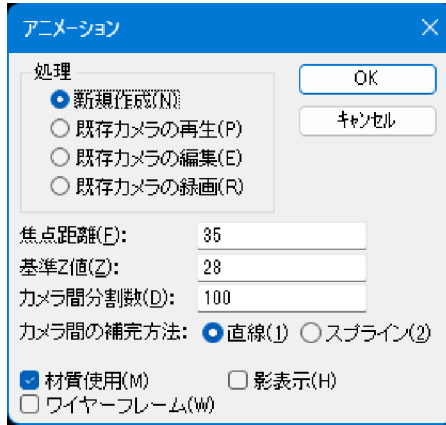 アニメーション
処理
OK
新規作成(N)
キャンセル
既存カメラの再生(P)
既存カメラの編集(E)
既存カメラの録画(R)
焦点距離(F): 35
基準Z値(Z): 28
カメラ間分割数(D): 100
カメラ間の補完方法: 直線(1) スプライン(2)
材質使用(M) 影表示(H)
ワイヤーフレーム(W)